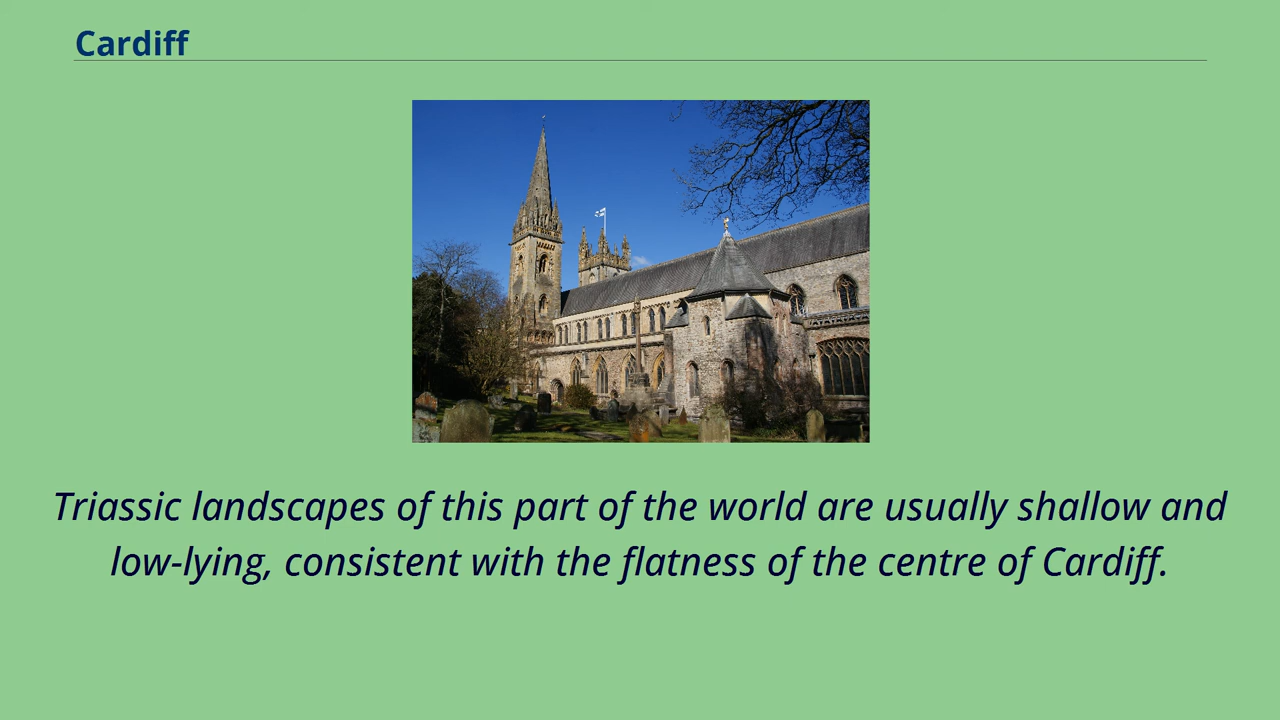 Cardiff
Triassic landscapes of this part of the world are usually shallow and
low-lying, consistent with the flatness of the centre of Cardiff.